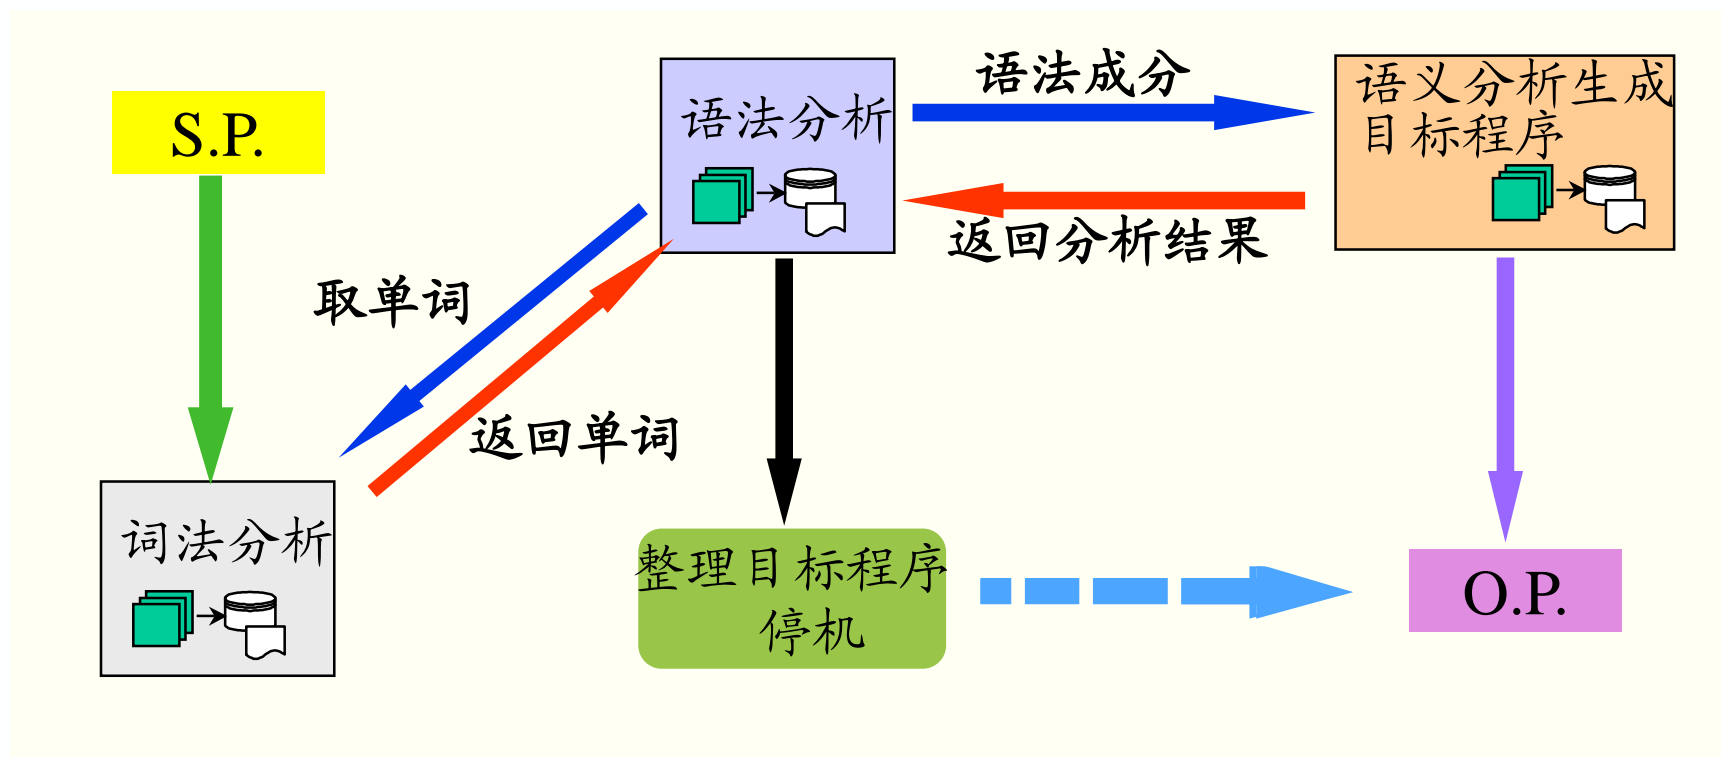 S.P.
语法分析
语法成分
语义分析生成
目标程序
返回分析结果
取单词
返回单词
词法分析
整理目标程序
停机
O.P.